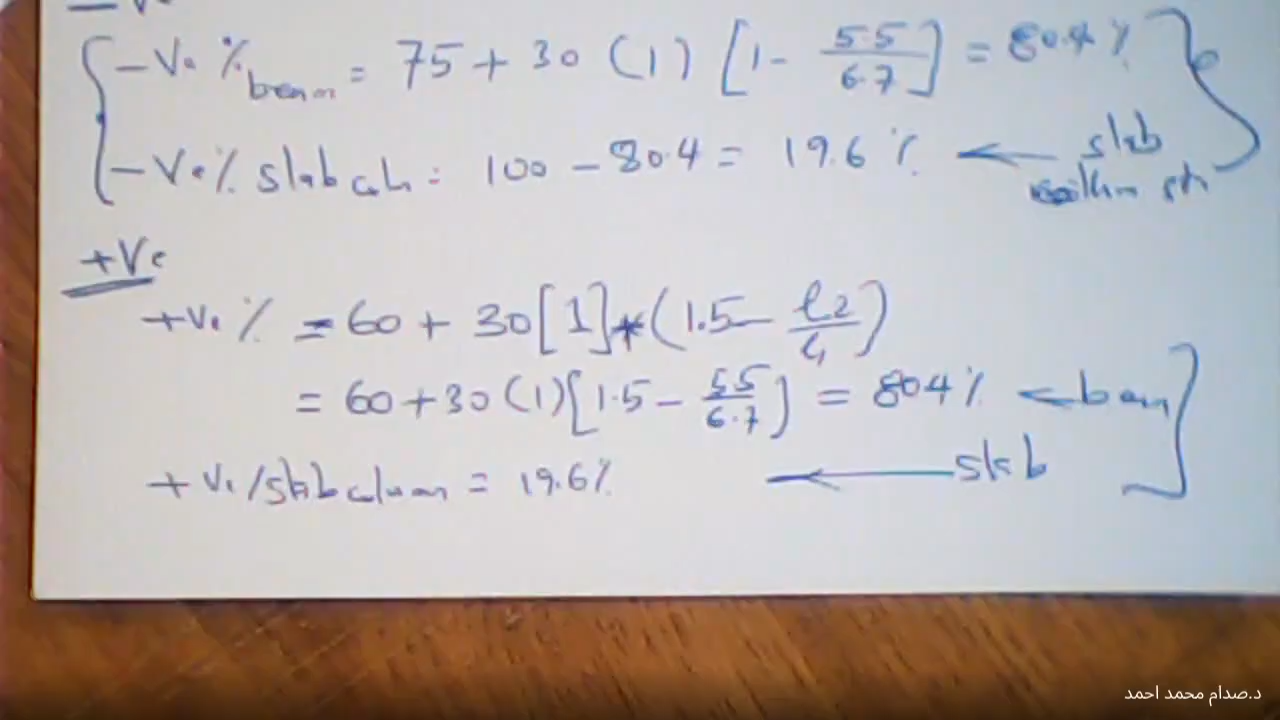 -Ve %beam = 75 + 30 (1) [1 - 5.5/6.7] = 80.4 %
-Ve % slab = 100 - 80.4 = 19.6 % ← slab
+Ve
+Ve % = 60 + 30 [1] * (1.5 - l2/l1)
= 60 + 30 (1) [1.5 - 5.5/6.7] = 80.4 % ← beam
+Ve / slab column = 19.6 % ← slab
د.صدام محمد احمد